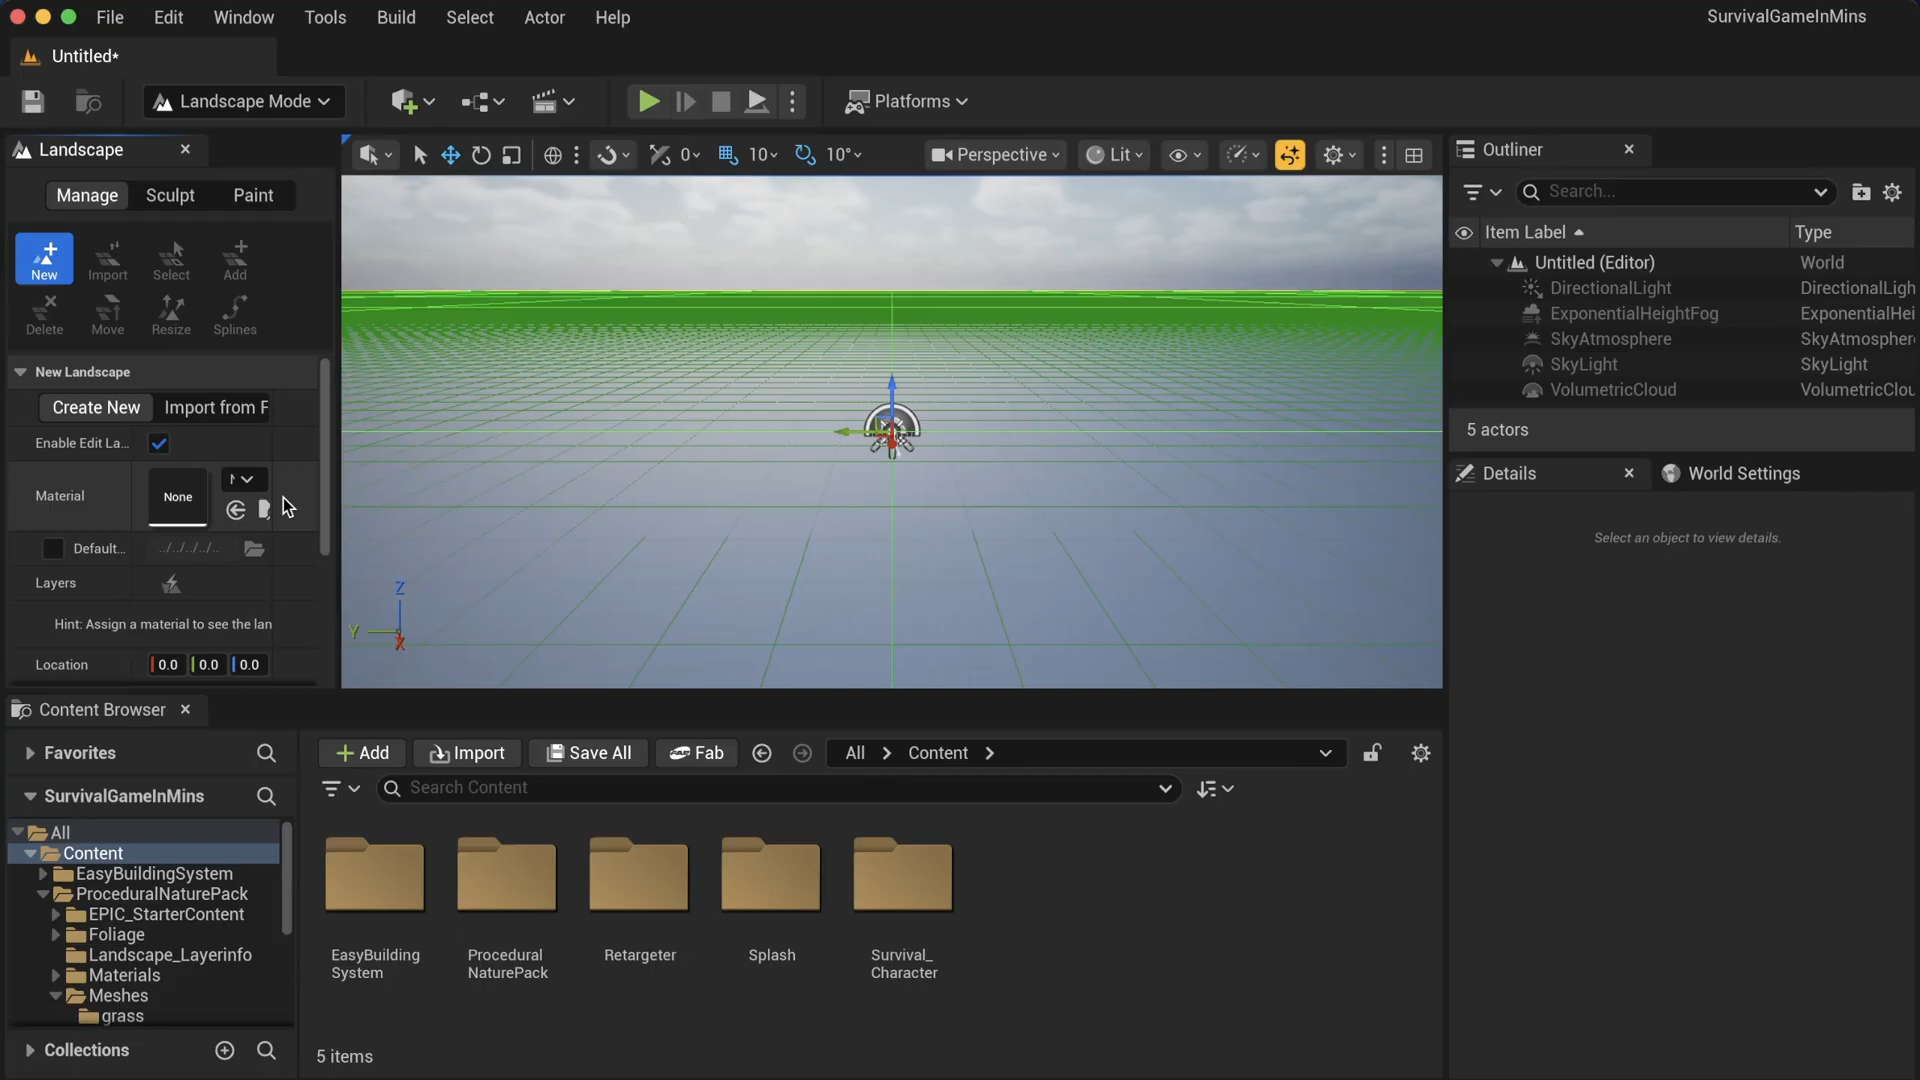 File Edit Window Tools Build Select Actor Help
SurvivalGameInMins
Untitled*
Landscape Mode
Platforms
Landscape
Manage Sculpt Paint
New Import Select Add
Delete Move Resize Splines
New Landscape
Create New Import from F
Enable Edit La...
Material None
Default... ../../../../..
Layers
Hint: Assign a material to see the lan
Location 0.0 0.0 0.0
0 10 10° Perspective Lit
Z
Y
X
Outliner
Search...
Item Label Type
Untitled (Editor) World
DirectionalLight DirectionalLigh
ExponentialHeightFog ExponentialHei
SkyAtmosphere SkyAtmospher
SkyLight SkyLight
VolumetricCloud VolumetricClou
5 actors
Details World Settings
Select an object to view details.
Content Browser
Favorites
SurvivalGameInMins
All
Content
EasyBuildingSystem
ProceduralNaturePack
EPIC_StarterContent
Foliage
Landscape_Layerinfo
Materials
Meshes
grass
Collections
Add Import Save All Fab All Content
Search Content
EasyBuilding
System
Procedural
NaturePack
Retargeter
Splash
Survival_
Character
5 items